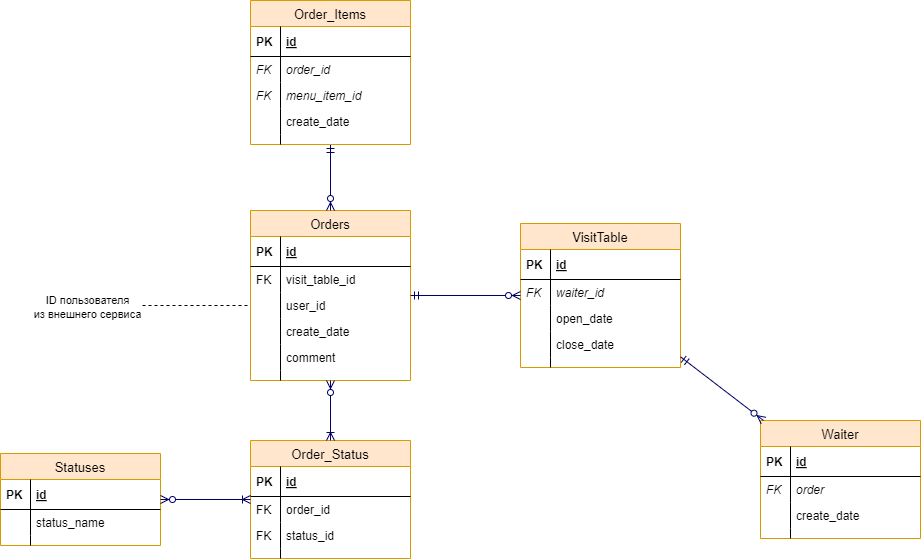 Order_Items
PK id
FK order_id
FK menu_item_id
create_date
Orders
PK id
FK visit_table_id
user_id
create_date
comment
ID пользователя
из внешнего сервиса
VisitTable
PK id
FK waiter_id
open_date
close_date
Waiter
PK id
FK order
create_date
Order_Status
PK id
FK order_id
FK status_id
Statuses
PK id
status_name